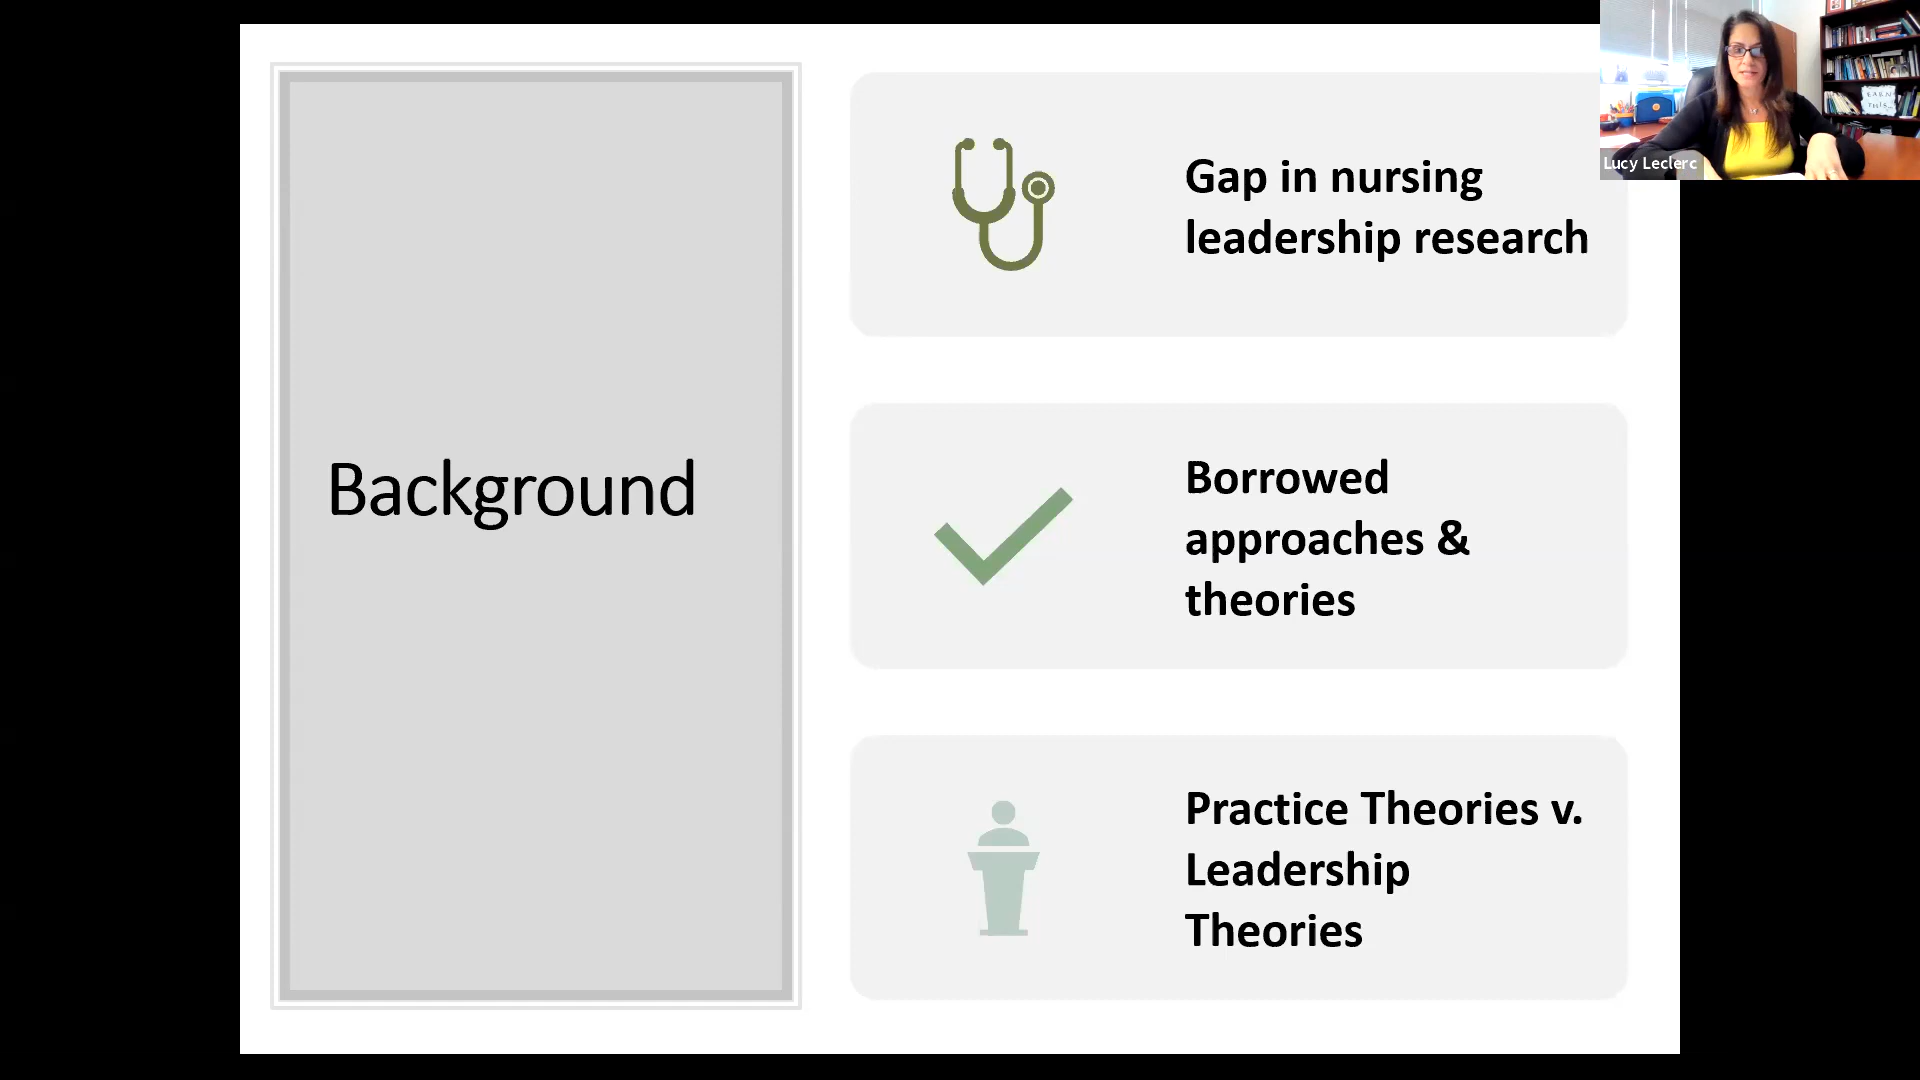 Background
Gap in nursing
leadership research
Borrowed
approaches &
theories
Practice Theories v.
Leadership
Theories
Lucy Leclerc